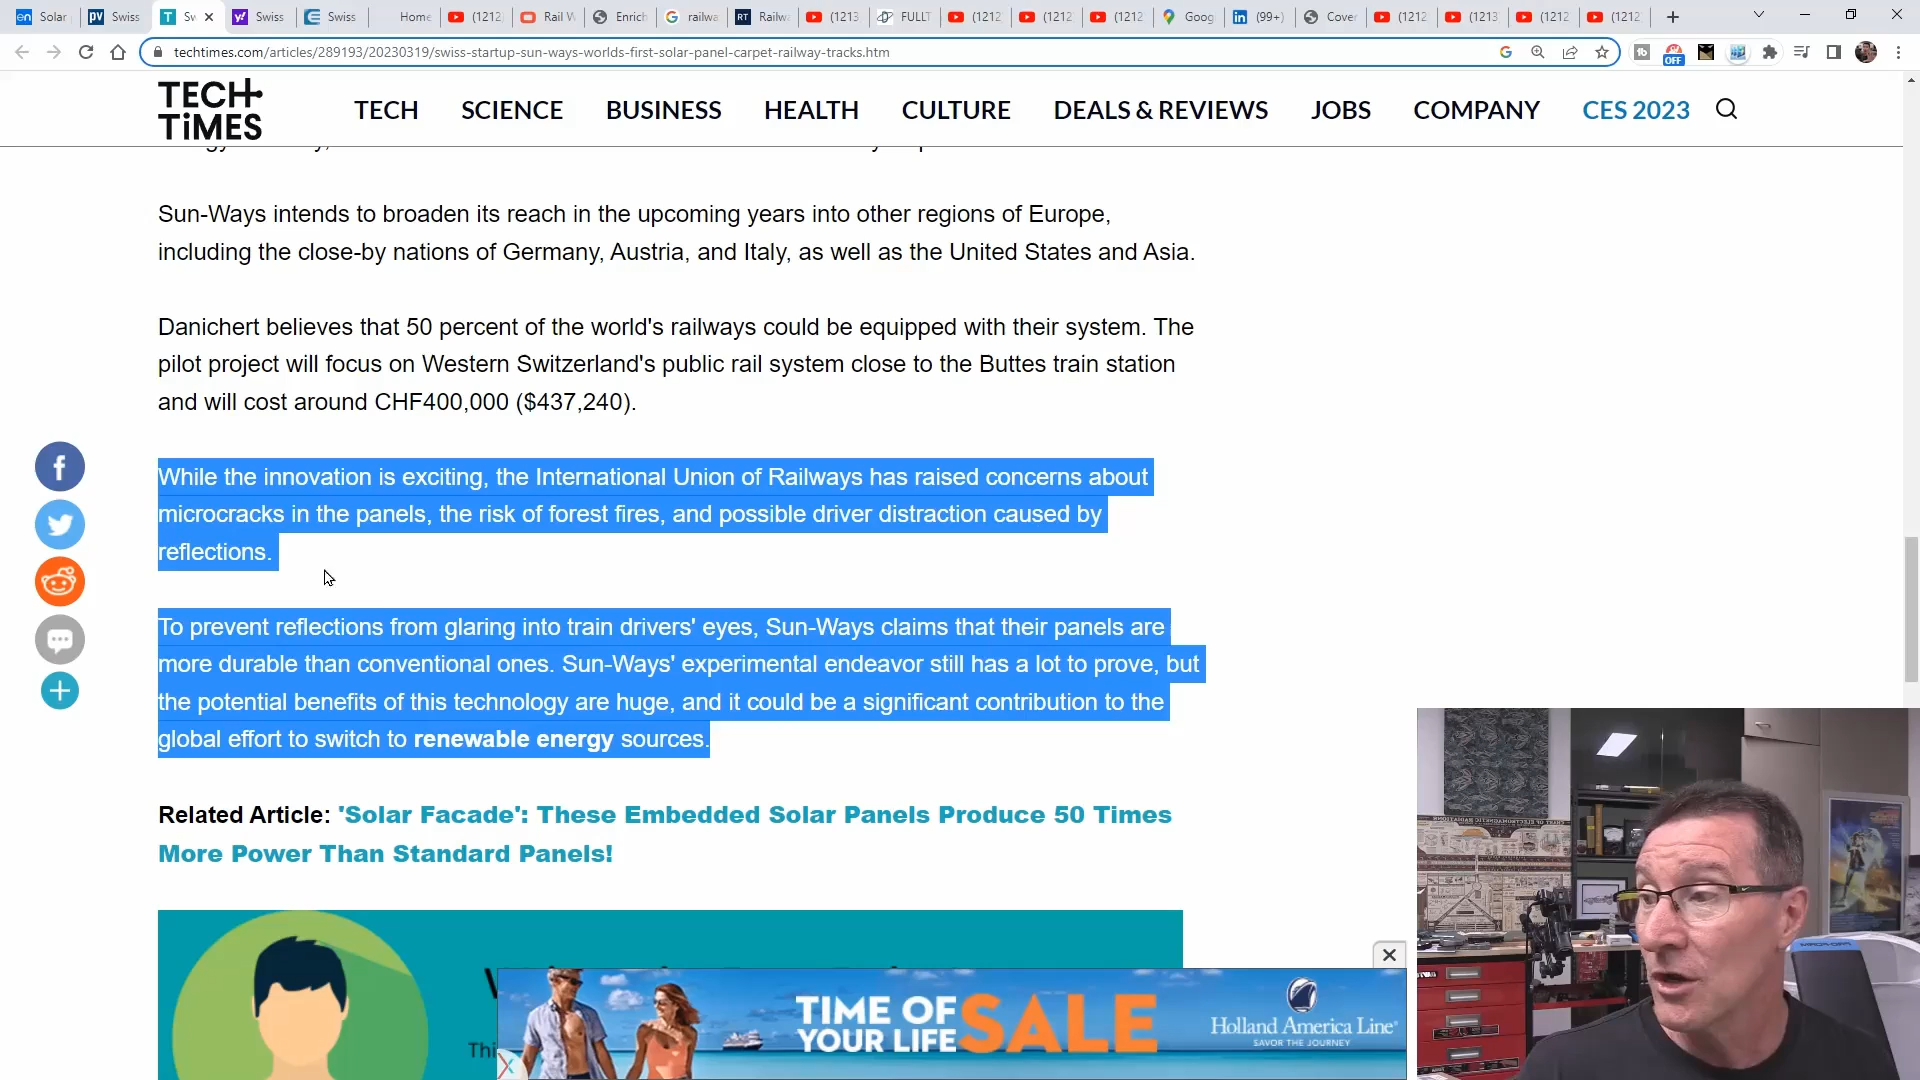 Solar
Swiss
Sw
Swiss
Swiss
Home
(1212
Rail W
Enrich
railwa
Railwa
(1213
FULLT
(1212
(1212
(1212
Goog
(99+)
Cover
(1212
(1213
(1212
(1212
techtimes.com/articles/289193/20230319/swiss-startup-sun-ways-worlds-first-solar-panel-carpet-railway-tracks.htm
OFF
TECH
TiMES
TECH
SCIENCE
BUSINESS
HEALTH
CULTURE
DEALS & REVIEWS
JOBS
COMPANY
CES 2023
Sun-Ways intends to broaden its reach in the upcoming years into other regions of Europe,
including the close-by nations of Germany, Austria, and Italy, as well as the United States and Asia.
Danichert believes that 50 percent of the world's railways could be equipped with their system. The
pilot project will focus on Western Switzerland's public rail system close to the Buttes train station
and will cost around CHF400,000 ($437,240).
While the innovation is exciting, the International Union of Railways has raised concerns about
microcracks in the panels, the risk of forest fires, and possible driver distraction caused by
reflections.
To prevent reflections from glaring into train drivers' eyes, Sun-Ways claims that their panels are
more durable than conventional ones. Sun-Ways' experimental endeavor still has a lot to prove, but
the potential benefits of this technology are huge, and it could be a significant contribution to the
global effort to switch to renewable energy sources.
Related Article: 'Solar Facade': These Embedded Solar Panels Produce 50 Times
More Power Than Standard Panels!
Thi
TIME OF
YOUR LIFE
SALE
Holland America Line
SAVOR THE JOURNEY